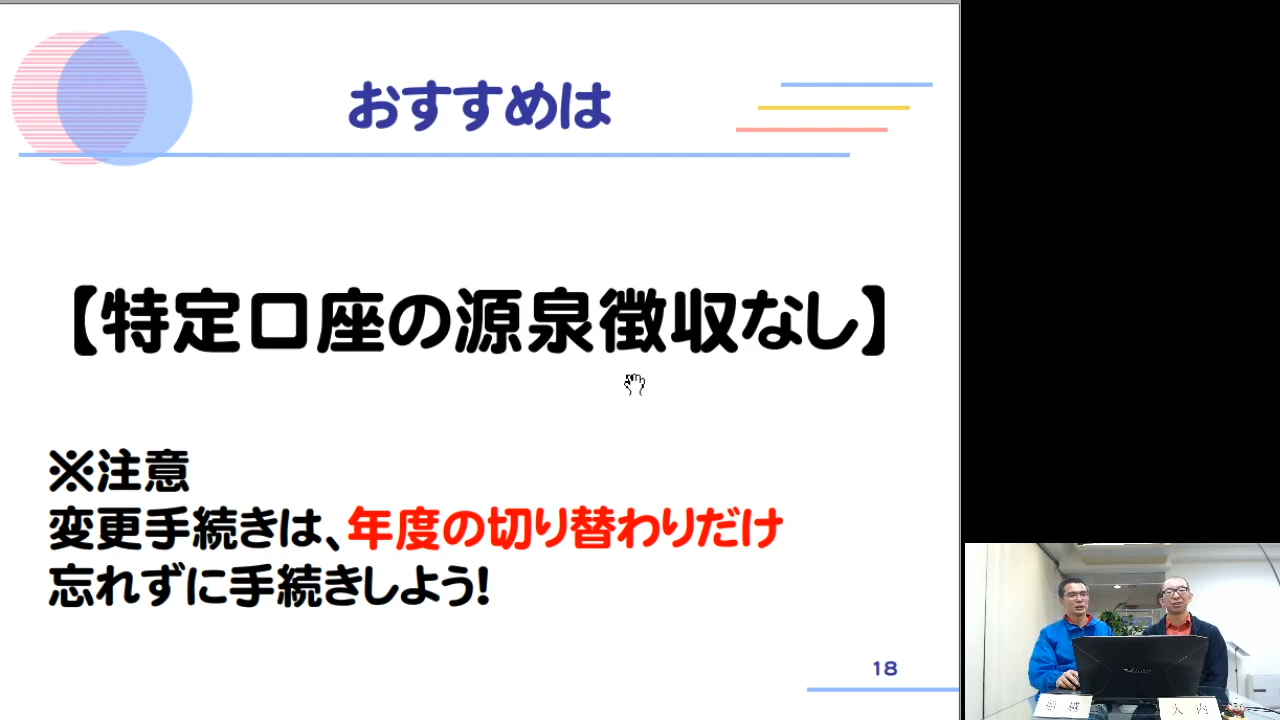 おすすめは
【特定口座の源泉徴収なし】
※注意
変更手続きは、年度の切り替わりだけ
忘れずに手続きしよう!
18
大 内